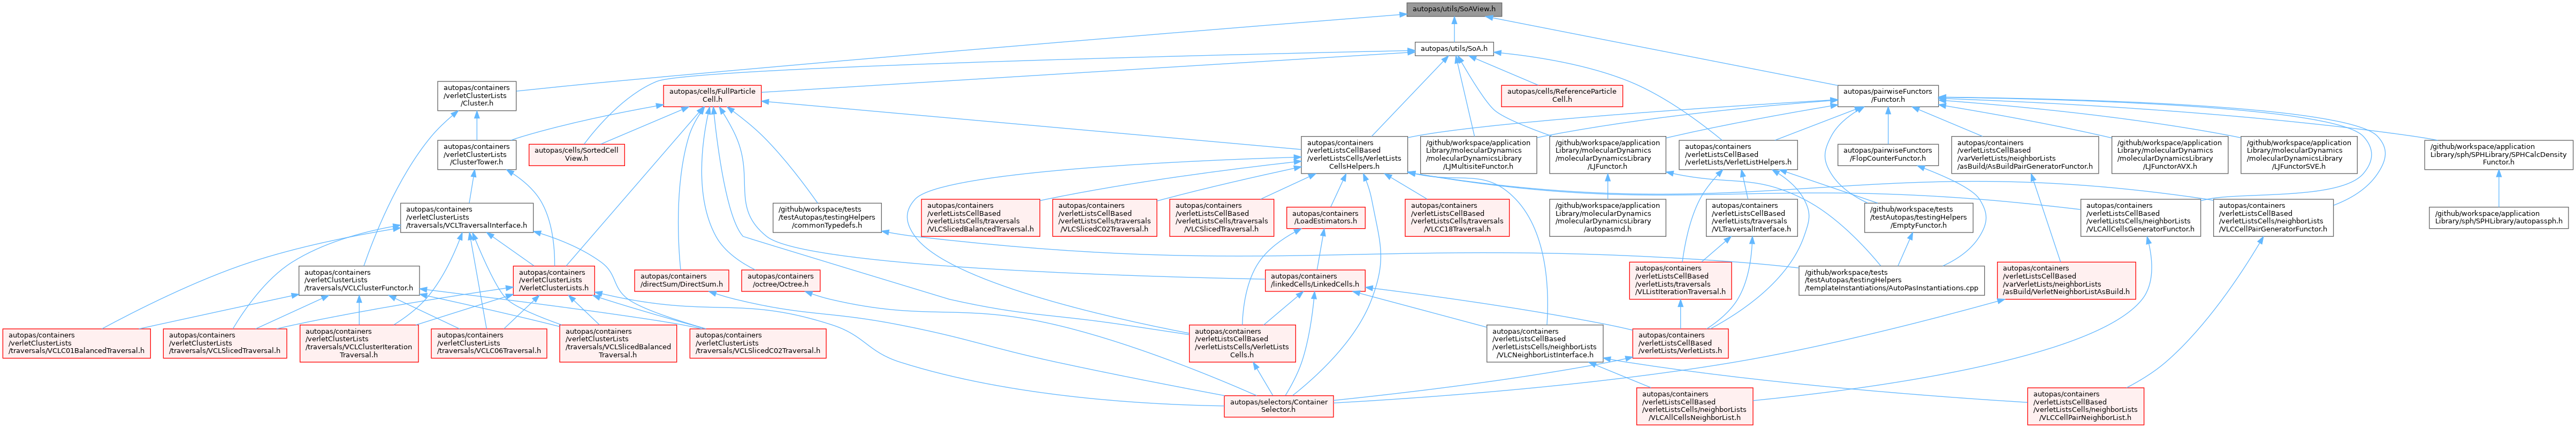 autopas/utils/SoAView.h
autopas/utils/SoA.h
autopas/containers
/verletClusterLists
/Cluster.h
autopas/cells/FullParticle
Cell.h
autopas/cells/ReferenceParticle
Cell.h
autopas/pairwiseFunctors
/Functor.h
autopas/containers
/verletClusterLists
/ClusterTower.h
autopas/cells/SortedCell
View.h
autopas/containers
/verletListsCellBased
/verletListsCells/VerletLists
CellsHelpers.h
/github/workspace/application
Library/molecularDynamics
/molecularDynamicsLibrary
/LJMultisiteFunctor.h
/github/workspace/application
Library/molecularDynamics
/molecularDynamicsLibrary
/LJFunctor.h
autopas/containers
/verletListsCellBased
/verletLists/VerletListHelpers.h
autopas/pairwiseFunctors
/FlopCounterFunctor.h
autopas/containers
/verletListsCellBased
/varVerletLists/neighborLists
/asBuild/AsBuildPairGeneratorFunctor.h
/github/workspace/application
Library/molecularDynamics
/molecularDynamicsLibrary
/LJFunctorAVX.h
/github/workspace/application
Library/molecularDynamics
/molecularDynamicsLibrary
/LJFunctorSVE.h
/github/workspace/application
Library/sph/SPHLibrary/SPHCalcDensity
Functor.h
autopas/containers
/verletClusterLists
/traversals/VCLTraversalInterface.h
/github/workspace/tests
/testAutopas/testingHelpers
/commonTypedefs.h
autopas/containers
/verletListsCellBased
/verletListsCells/traversals
/VLCSlicedBalancedTraversal.h
autopas/containers
/verletListsCellBased
/verletListsCells/traversals
/VLCSlicedC02Traversal.h
autopas/containers
/verletListsCellBased
/verletListsCells/traversals
/VLCSlicedTraversal.h
autopas/containers
/LoadEstimators.h
autopas/containers
/verletListsCellBased
/verletListsCells/traversals
/VLCC18Traversal.h
/github/workspace/application
Library/molecularDynamics
/molecularDynamicsLibrary
/autopasmd.h
autopas/containers
/verletListsCellBased
/verletLists/traversals
/VLTraversalInterface.h
/github/workspace/tests
/testAutopas/testingHelpers
/EmptyFunctor.h
autopas/containers
/verletListsCellBased
/verletListsCells/neighborLists
/VLCAllCellsGeneratorFunctor.h
autopas/containers
/verletListsCellBased
/verletListsCells/neighborLists
/VLCCellPairGeneratorFunctor.h
/github/workspace/application
Library/sph/SPHLibrary/autopassph.h
autopas/containers
/verletClusterLists
/traversals/VCLClusterFunctor.h
autopas/containers
/verletClusterLists
/VerletClusterLists.h
autopas/containers
/directSum/DirectSum.h
autopas/containers
/octree/Octree.h
autopas/containers
/linkedCells/LinkedCells.h
autopas/containers
/verletListsCellBased
/verletLists/traversals
/VLListIterationTraversal.h
/github/workspace/tests
/testAutopas/testingHelpers
/templateInstantiations/AutoPasInstantiations.cpp
autopas/containers
/verletListsCellBased
/varVerletLists/neighborLists
/asBuild/VerletNeighborListAsBuild.h
autopas/containers
/verletClusterLists
/traversals/VCLC01BalancedTraversal.h
autopas/containers
/verletClusterLists
/traversals/VCLSlicedTraversal.h
autopas/containers
/verletClusterLists
/traversals/VCLClusterIteration
Traversal.h
autopas/containers
/verletClusterLists
/traversals/VCLC06Traversal.h
autopas/containers
/verletClusterLists
/traversals/VCLSlicedBalanced
Traversal.h
autopas/containers
/verletClusterLists
/traversals/VCLSlicedC02Traversal.h
autopas/containers
/verletListsCellBased
/verletListsCells/VerletLists
Cells.h
autopas/containers
/verletListsCellBased
/verletListsCells/neighborLists
/VLCNeighborListInterface.h
autopas/containers
/verletListsCellBased
/verletLists/VerletLists.h
autopas/selectors/Container
Selector.h
autopas/containers
/verletListsCellBased
/verletListsCells/neighborLists
/VLCAllCellsNeighborList.h
autopas/containers
/verletListsCellBased
/verletListsCells/neighborLists
/VLCCellPairNeighborList.h